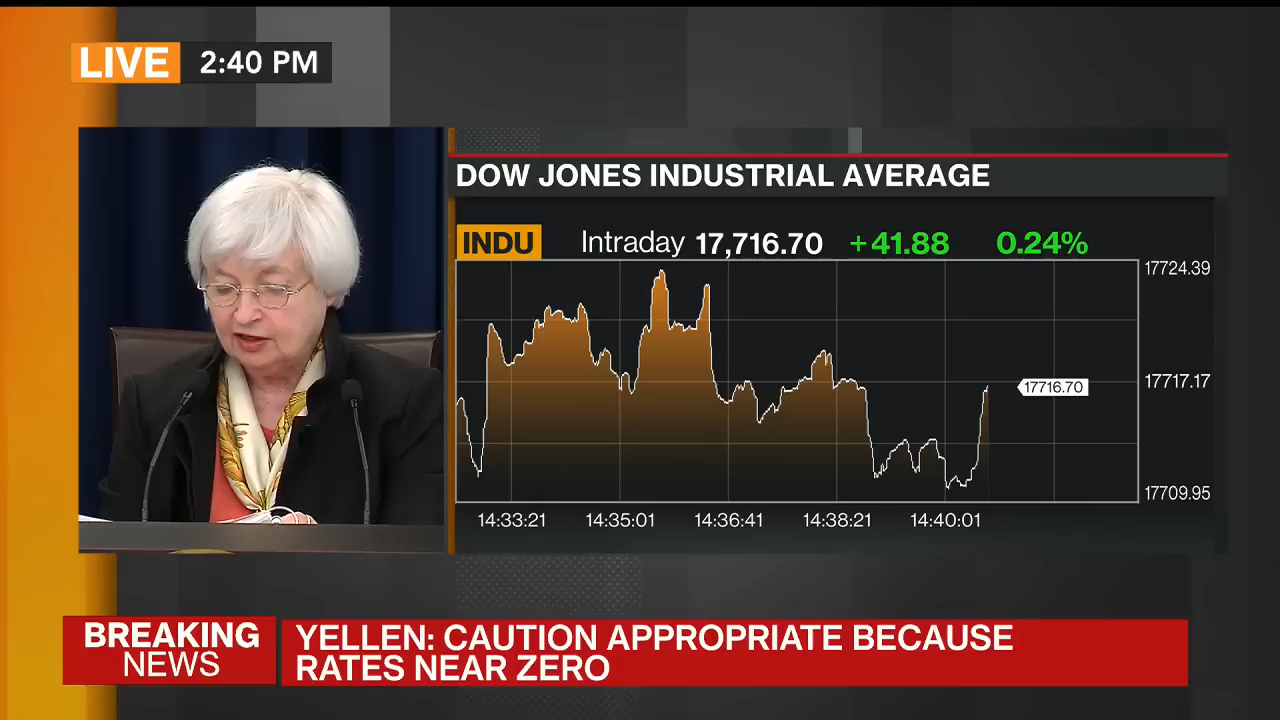 LIVE 2:40 PM
DOW JONES INDUSTRIAL AVERAGE
INDU Intraday 17,716.70 +41.88 0.24%
17724.39
17717.17
17716.70
17709.95
14:33:21 14:35:01 14:36:41 14:38:21 14:40:01
BREAKING NEWS
YELLEN: CAUTION APPROPRIATE BECAUSE
RATES NEAR ZERO